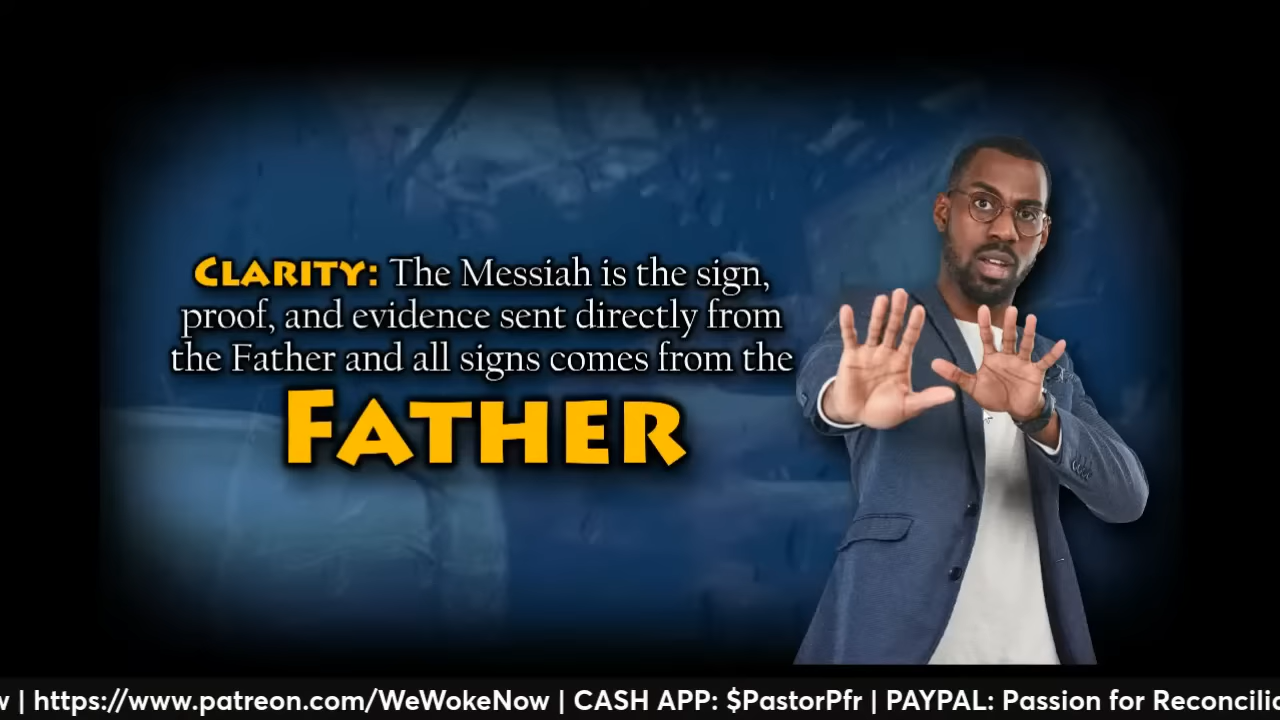 CLARITY: The Messiah is the sign,
proof, and evidence sent directly from
the Father and all signs comes from the
FATHER
| https://www.patreon.com/WeWokeNow | CASH APP: $PastorPfr | PAYPAL: Passion for